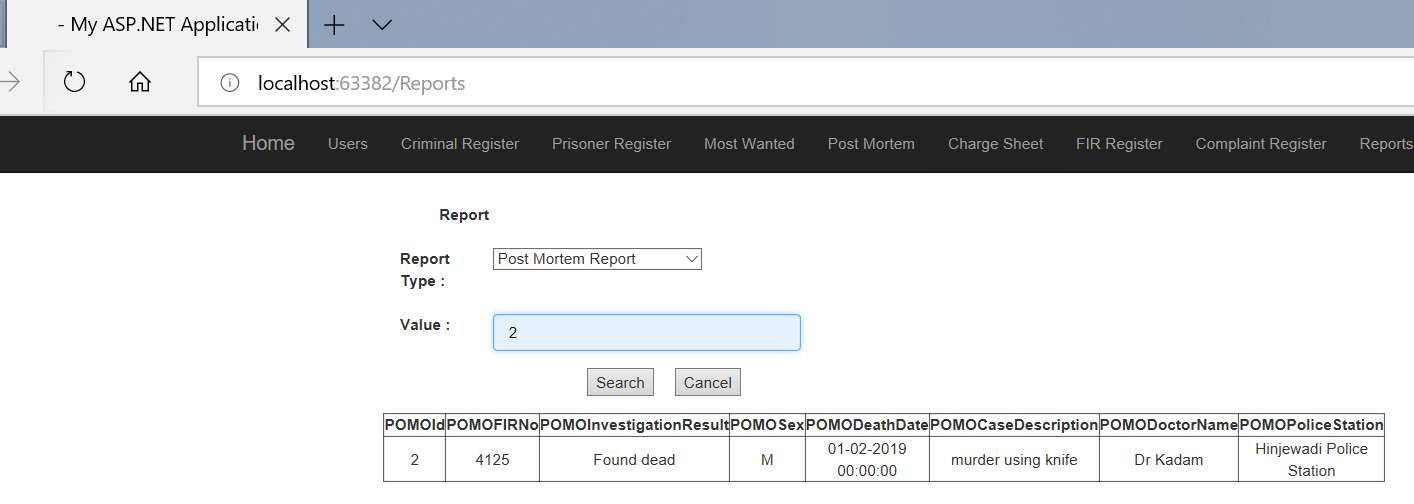 - My ASP.NET Applicati
localhost:63382/Reports
Home Users Criminal Register Prisoner Register Most Wanted Post Mortem Charge Sheet FIR Register Complaint Register Reports
Report
Report Type :
Post Mortem Report
Value :
2
Search Cancel
POMOId POMOFIRNo POMOInvestigationResult POMOSex POMODeathDate POMOCaseDescription POMODoctorName POMOPoliceStation
2 4125 Found dead M 01-02-2019 00:00:00 murder using knife Dr Kadam Hinjewadi Police Station